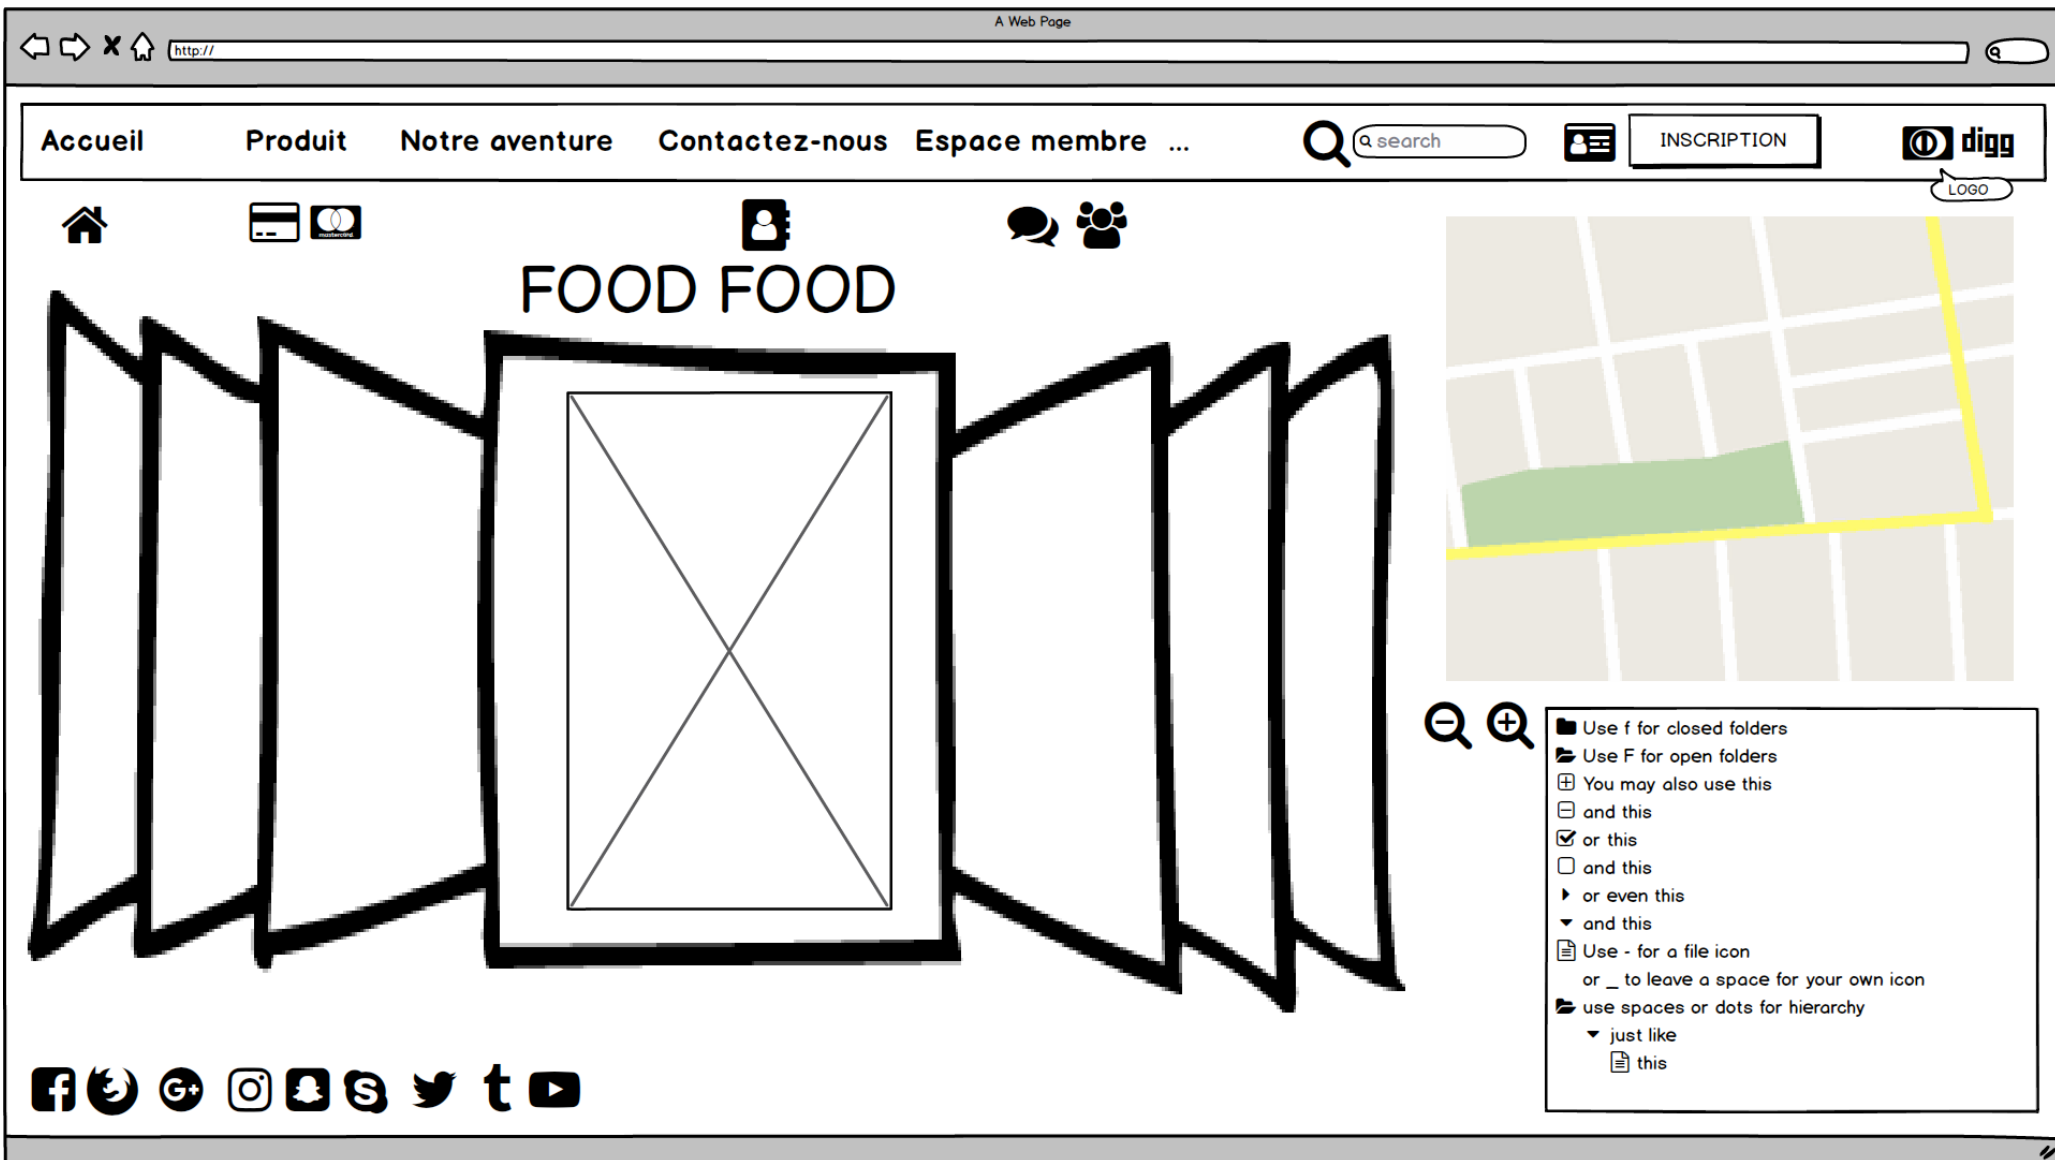 A Web Page
http://
Accueil Produit Notre aventure Contactez-nous Espace membre ... search INSCRIPTION digg
LOGO
mastercard
FOOD FOOD
Use f for closed folders
Use F for open folders
You may also use this
and this
or this
and this
or even this
and this
Use - for a file icon
or _ to leave a space for your own icon
use spaces or dots for hierarchy
just like
this